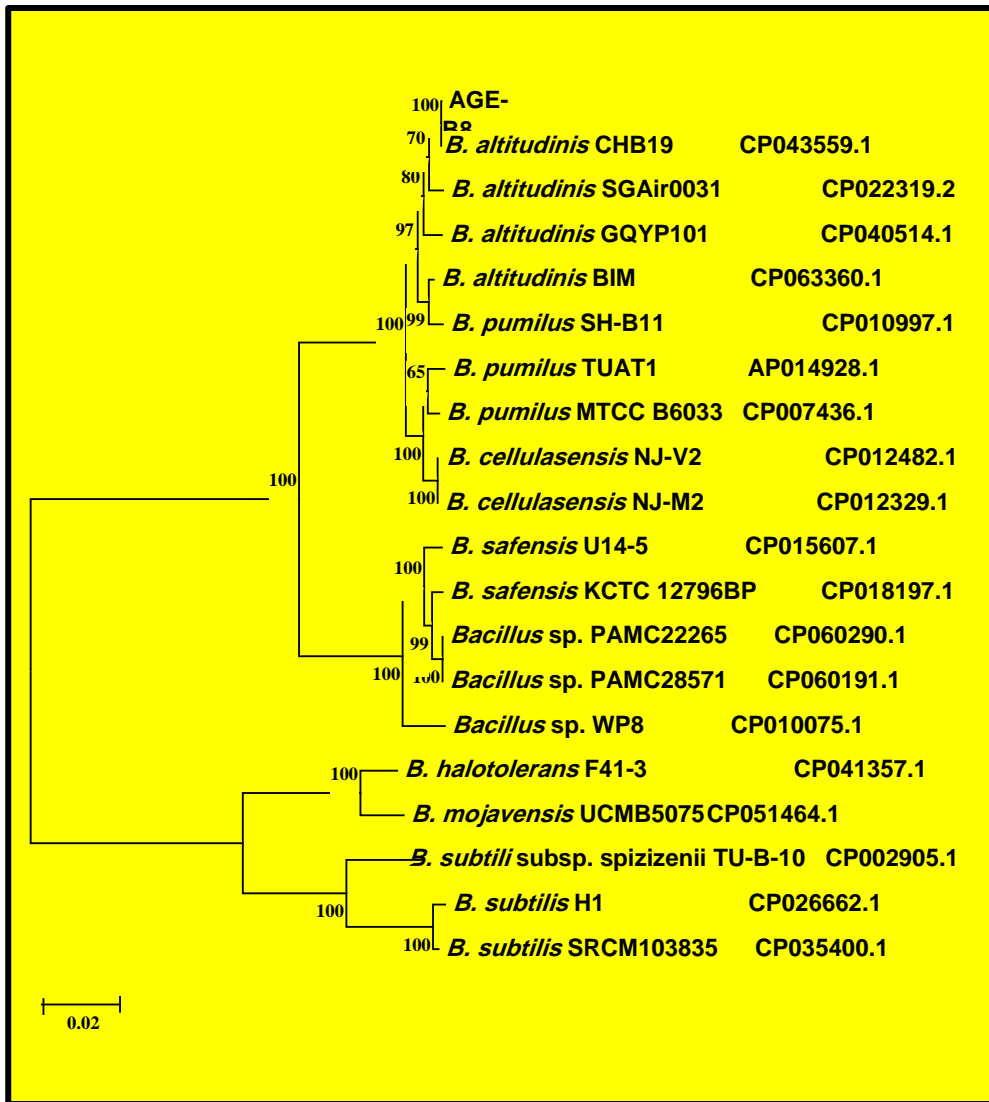 100 AGE-
B8
70
B. altitudinis CHB19 CP043559.1
80
B. altitudinis SGAir0031 CP022319.2
97
B. altitudinis GQYP101 CP040514.1
B. altitudinis BIM CP063360.1
100 99
B. pumilus SH-B11 CP010997.1
65
B. pumilus TUAT1 AP014928.1
B. pumilus MTCC B6033 CP007436.1
100
B. cellulasensis NJ-V2 CP012482.1
100
100 B. cellulasensis NJ-M2 CP012329.1
B. safensis U14-5 CP015607.1
100
B. safensis KCTC 12796BP CP018197.1
Bacillus sp. PAMC22265 CP060290.1
99
100 100 Bacillus sp. PAMC28571 CP060191.1
Bacillus sp. WP8 CP010075.1
100 B. halotolerans F41-3 CP041357.1
B. mojavensis UCMB5075 CP051464.1
B. subtili subsp. spizizenii TU-B-10 CP002905.1
100
B. subtilis H1 CP026662.1
100 B. subtilis SRCM103835 CP035400.1
0.02